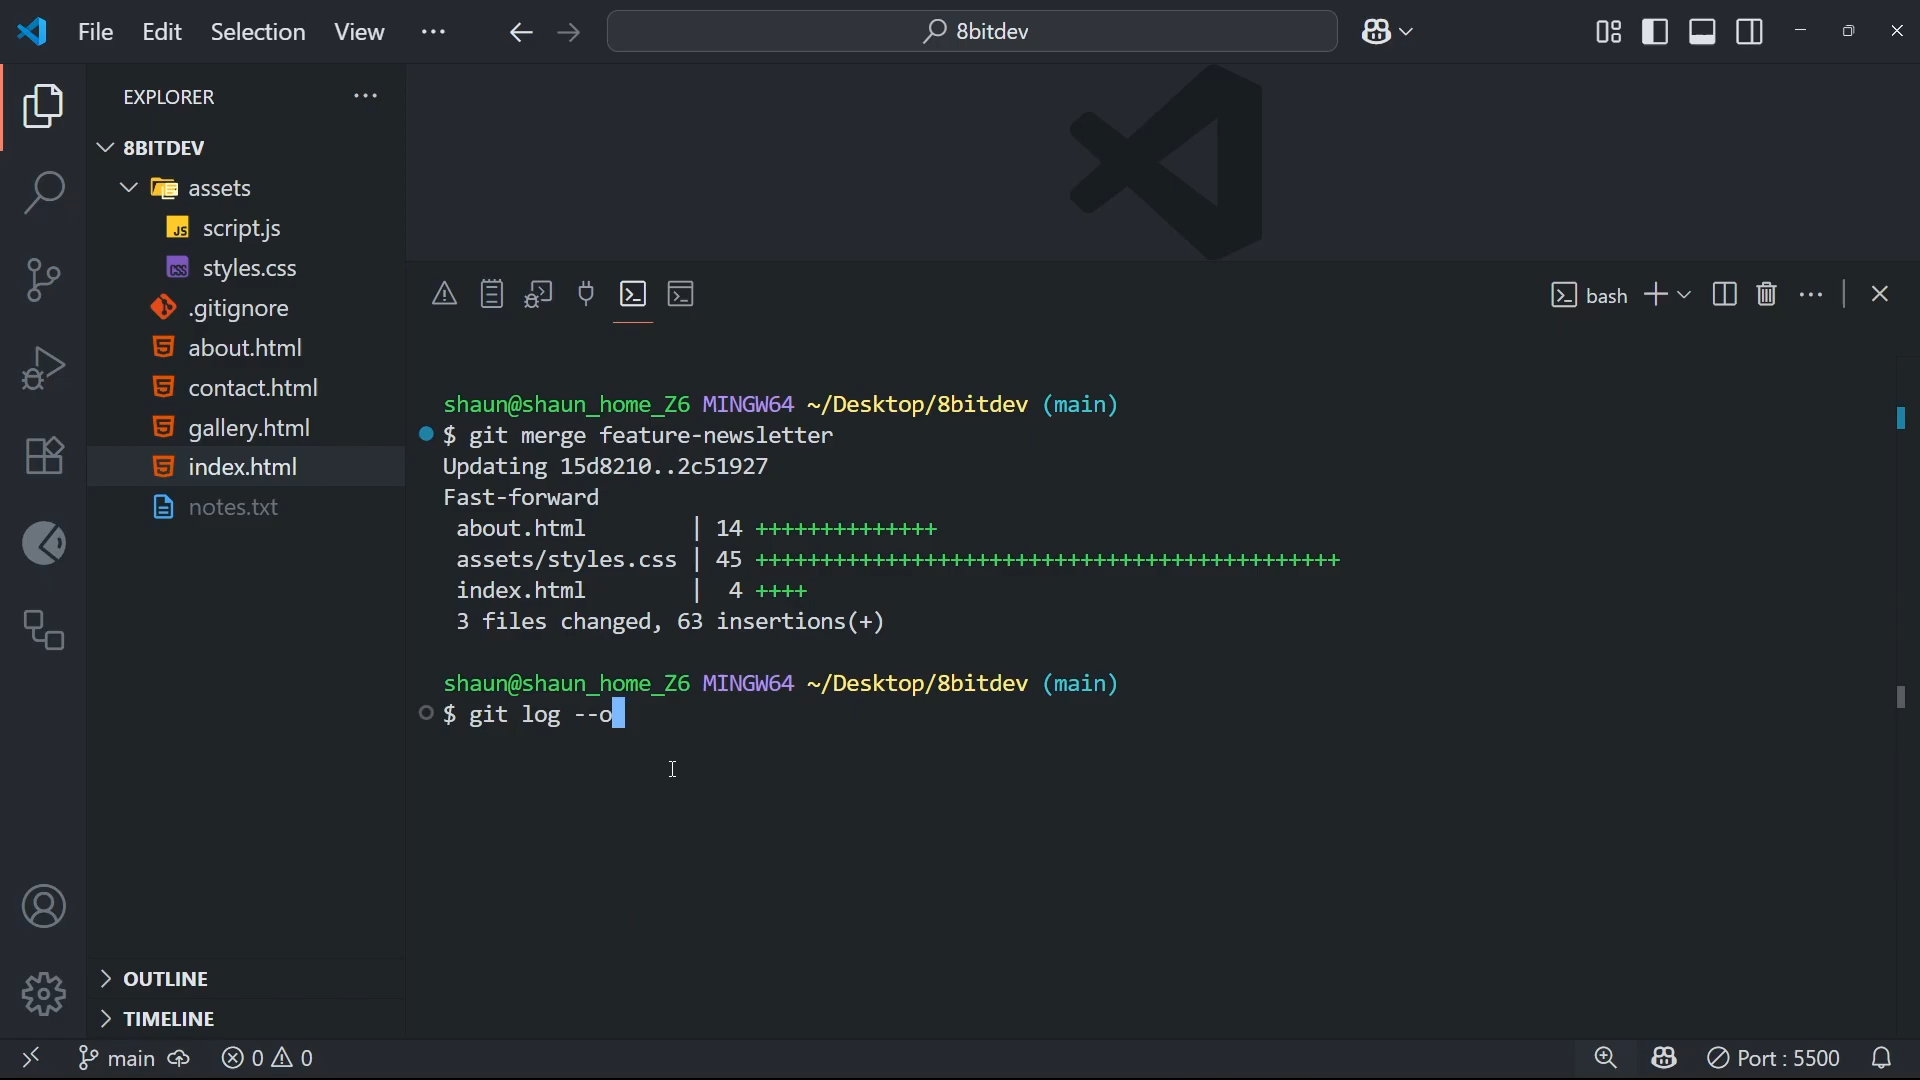 File Edit Selection View ··· 8bitdev
EXPLORER ···
8BITDEV
assets
JS script.js
CSS styles.css
.gitignore
about.html
contact.html
gallery.html
index.html
notes.txt
OUTLINE
TIMELINE
bash
shaun@shaun_home_Z6 MINGW64 ~/Desktop/8bitdev (main)
$ git merge feature-newsletter
Updating 15d8210..2c51927
Fast-forward
about.html | 14 ++++++++++++++
assets/styles.css | 45 +++++++++++++++++++++++++++++++++++++++++++++
index.html | 4 ++++
3 files changed, 63 insertions(+)
shaun@shaun_home_Z6 MINGW64 ~/Desktop/8bitdev (main)
$ git log --o
main 0 0 Port : 5500